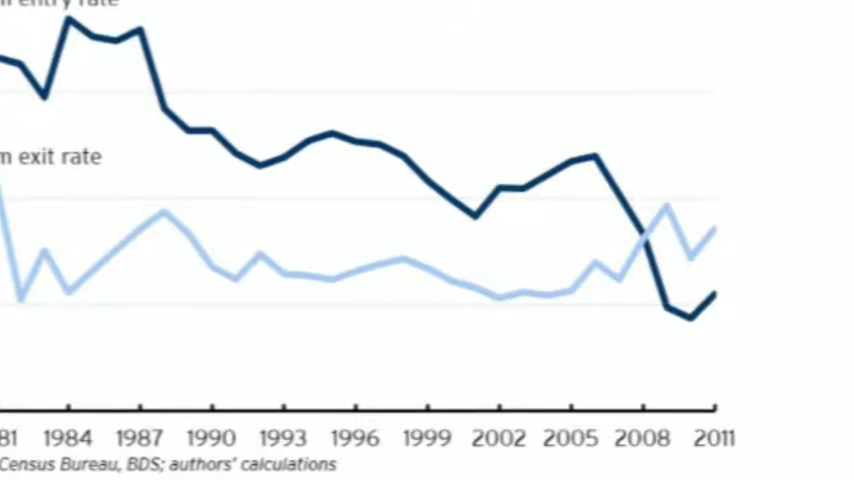 entry rate
exit rate
81 1984 1987 1990 1993 1996 1999 2002 2005 2008 2011
Census Bureau, BDS; authors' calculations